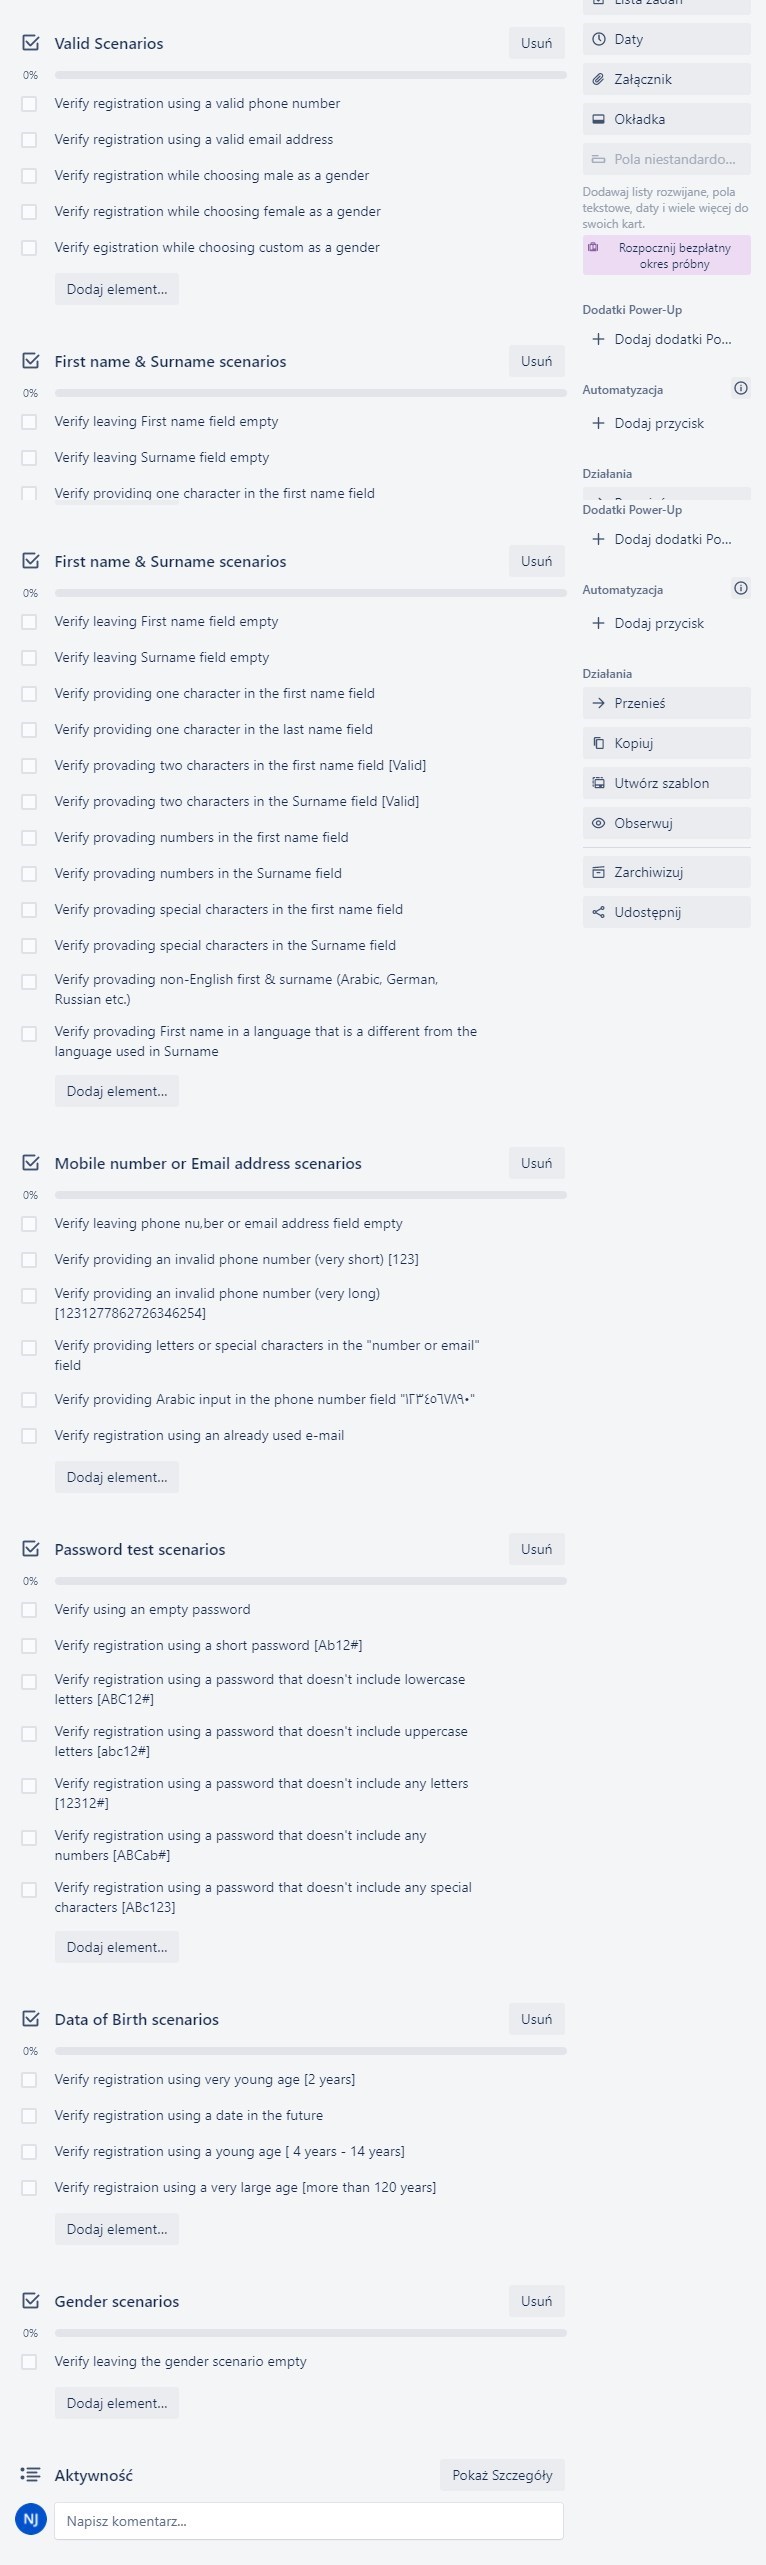 Lista zadań
Valid Scenarios
Usuń
Daty
0%
Załącznik
Verify registration using a valid phone number
Okładka
Verify registration using a valid email address
Pola niestandardo...
Verify registration while choosing male as a gender
Dodawaj listy rozwijane, pola
tekstowe, daty i wiele więcej do
swoich kart.
Verify registration while choosing female as a gender
Rozpocznij bezpłatny
okres próbny
Verify egistration while choosing custom as a gender
Dodaj element...
Dodatki Power-Up
Dodaj dodatki Po...
First name & Surname scenarios
Usuń
0%
Automatyzacja
Verify leaving First name field empty
Dodaj przycisk
Verify leaving Surname field empty
Działania
Verify providing one character in the first name field
Dodatki Power-Up
Dodaj dodatki Po...
First name & Surname scenarios
Usuń
0%
Automatyzacja
Verify leaving First name field empty
Dodaj przycisk
Verify leaving Surname field empty
Działania
Verify providing one character in the first name field
Przenieś
Verify providing one character in the last name field
Kopiuj
Verify provading two characters in the first name field [Valid]
Utwórz szablon
Verify provading two characters in the Surname field [Valid]
Obserwuj
Verify provading numbers in the first name field
Verify provading numbers in the Surname field
Zarchiwizuj
Verify provading special characters in the first name field
Udostępnij
Verify provading special characters in the Surname field
Verify provading non-English first & surname (Arabic, German,
Russian etc.)
Verify provading First name in a language that is a different from the
language used in Surname
Dodaj element...
Mobile number or Email address scenarios
Usuń
0%
Verify leaving phone nu,ber or email address field empty
Verify providing an invalid phone number (very short) [123]
Verify providing an invalid phone number (very long)
[1231277862726346254]
Verify providing letters or special characters in the "number or email"
field
Verify providing Arabic input in the phone number field "١٢٣٤٥٦٧٨٩٠"
Verify registration using an already used e-mail
Dodaj element...
Password test scenarios
Usuń
0%
Verify using an empty password
Verify registration using a short password [Ab12#]
Verify registration using a password that doesn't include lowercase
letters [ABC12#]
Verify registration using a password that doesn't include uppercase
letters [abc12#]
Verify registration using a password that doesn't include any letters
[12312#]
Verify registration using a password that doesn't include any
numbers [ABCab#]
Verify registration using a password that doesn't include any special
characters [ABc123]
Dodaj element...
Data of Birth scenarios
Usuń
0%
Verify registration using very young age [2 years]
Verify registration using a date in the future
Verify registration using a young age [ 4 years - 14 years]
Verify registraion using a very large age [more than 120 years]
Dodaj element...
Gender scenarios
Usuń
0%
Verify leaving the gender scenario empty
Dodaj element...
Aktywność
Pokaż Szczegóły
NJ
Napisz komentarz...